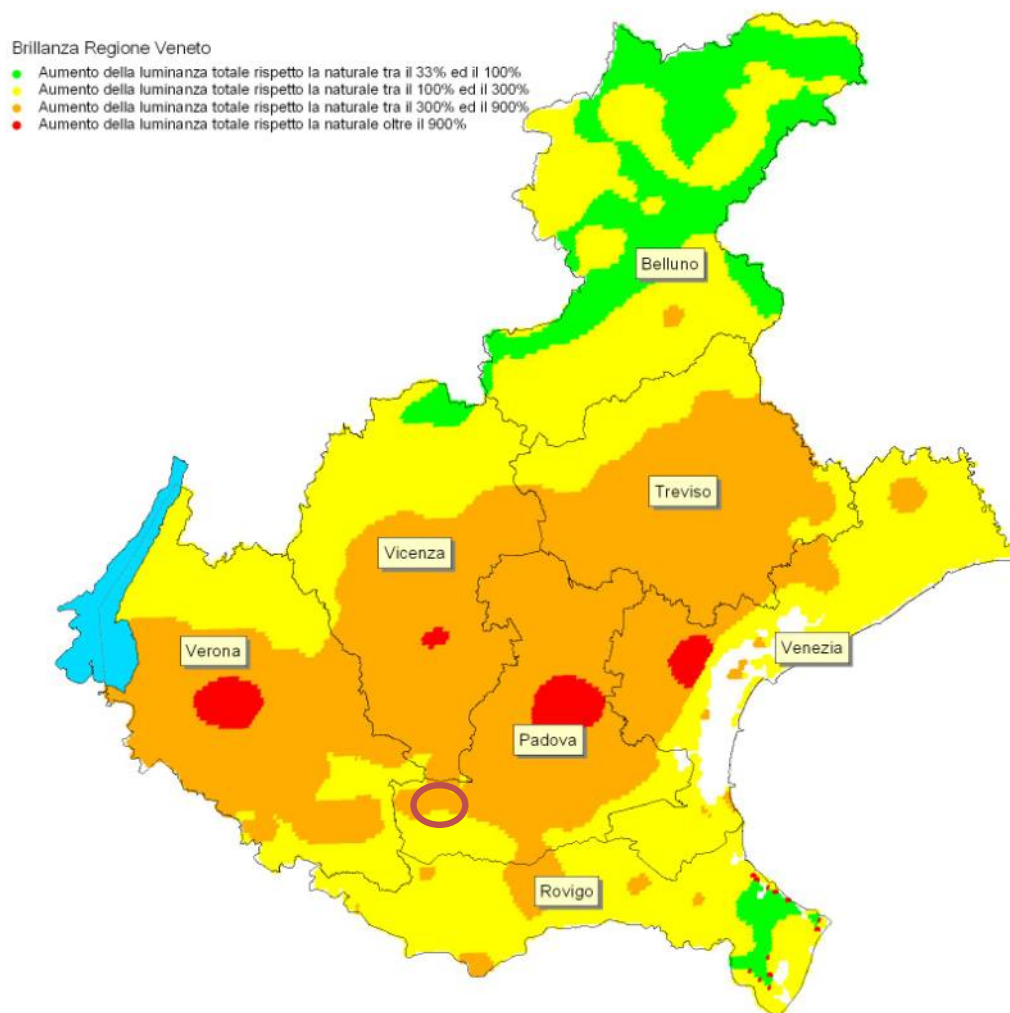 Brillanza Regione Veneto
Aumento della luminanza totale rispetto la naturale tra il 33% ed il 100%
Aumento della luminanza totale rispetto la naturale tra il 100% ed il 300%
Aumento della luminanza totale rispetto la naturale tra il 300% ed il 900%
Aumento della luminanza totale rispetto la naturale oltre il 900%
Belluno
Treviso
Vicenza
Verona
Venezia
Padova
Rovigo